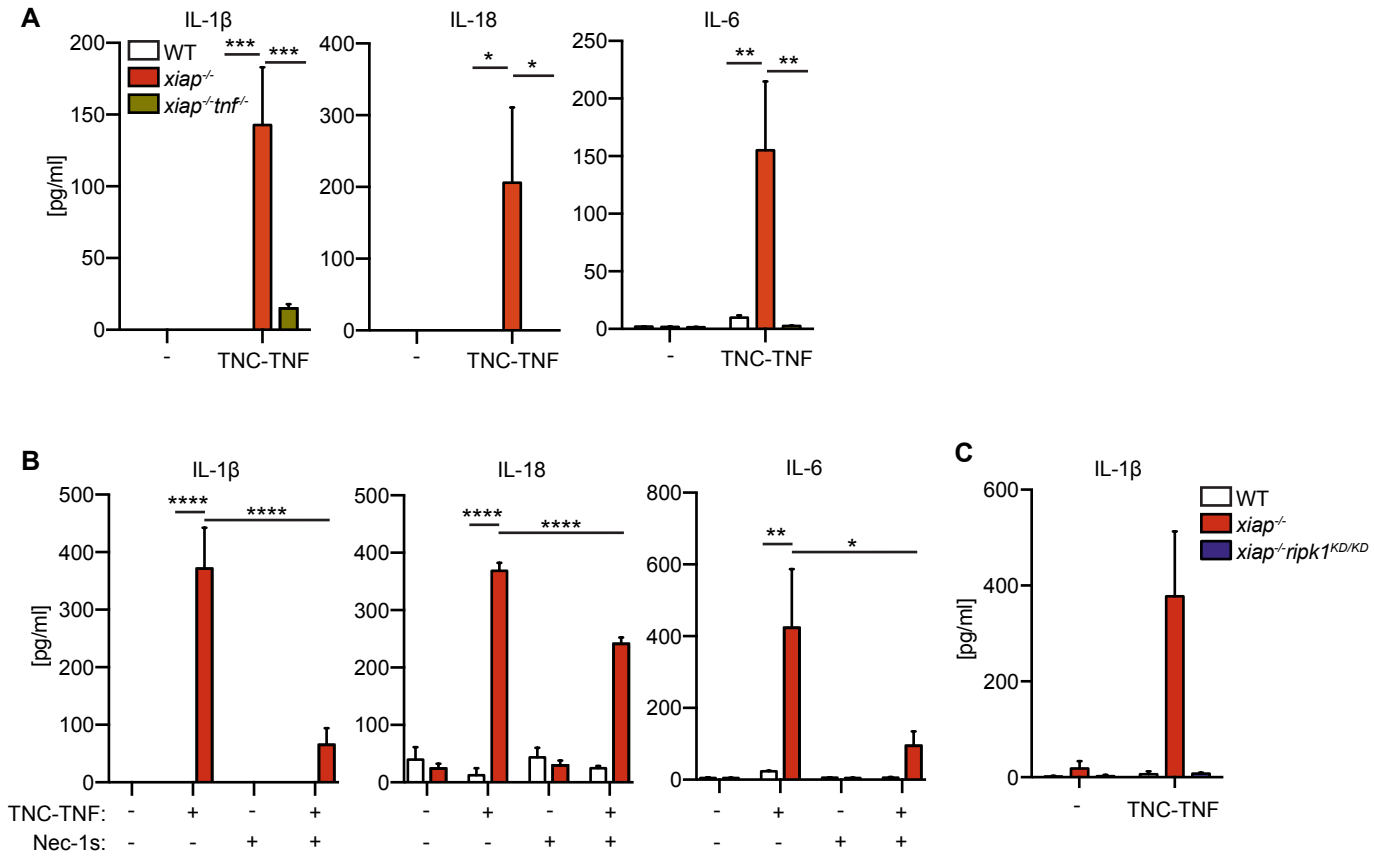 A
IL-1β
IL-18
IL-6
WT
xiap-/-
xiap-/-tnf-/-
*** ***
* *
** **
[pg/ml]
200
150
100
50
0
400
300
200
100
0
250
200
150
100
50
0
- TNC-TNF
- TNC-TNF
- TNC-TNF
B
IL-1β
IL-18
IL-6
**** ****
**** ****
** *
[pg/ml]
500
400
300
200
100
0
500
400
300
200
100
0
800
600
400
200
0
TNC-TNF: - + - + - + - + - + - +
Nec-1s: - - + + - - + + - - + +
C
IL-1β
WT
xiap-/-
xiap-/-ripk1KD/KD
[pg/ml]
600
400
200
0
- TNC-TNF